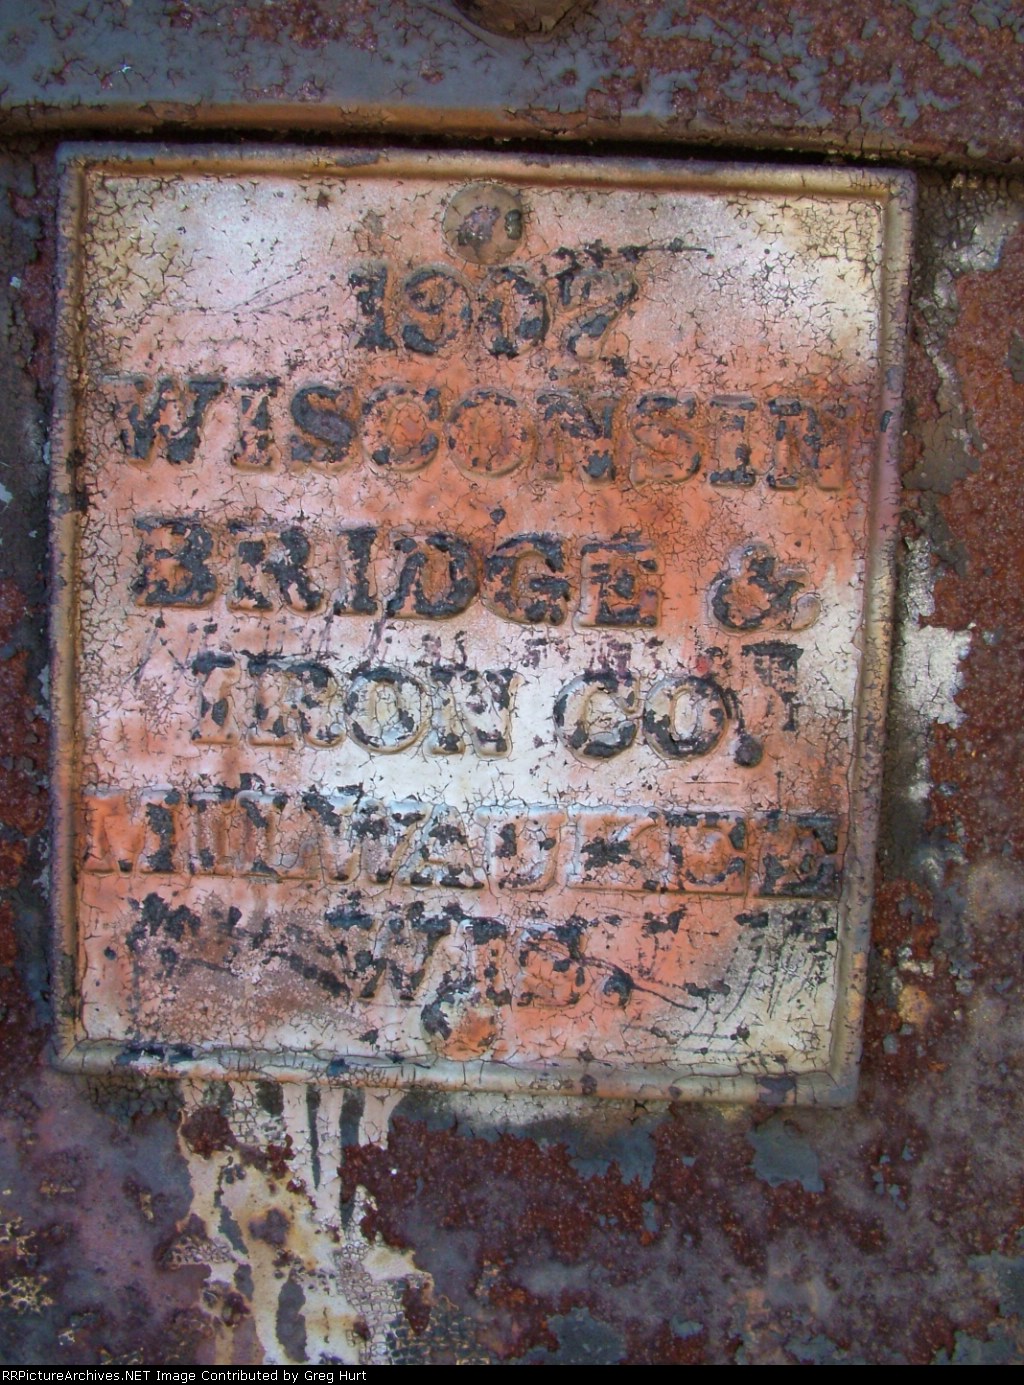 1907
WISCONSIN
BRIDGE &
IRON CO.
MILWAUKEE
WIS.
RRPictureArchives.NET Image Contributed by Greg Hurt